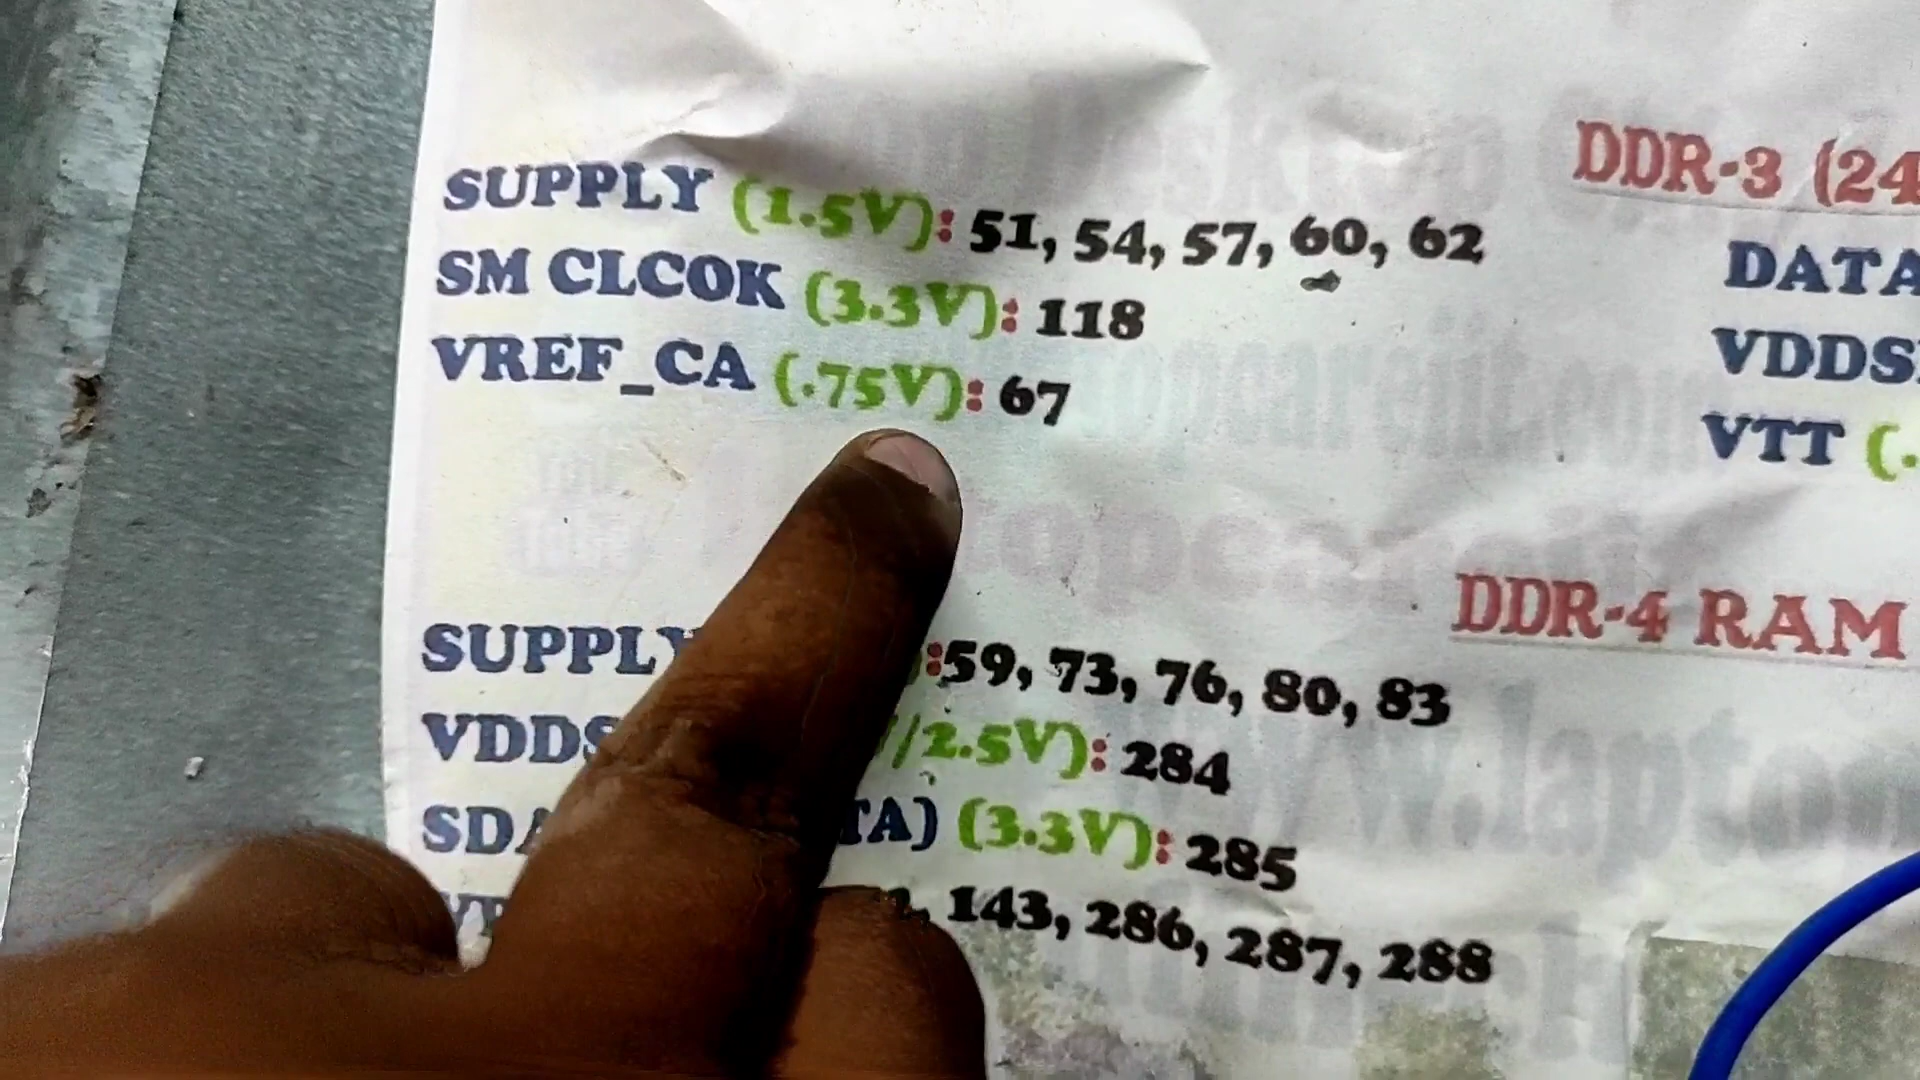 DDR-3 (24
SUPPLY (1.5V): 51, 54, 57, 60, 62
SM CLCOK (3.3V): 118
VREF_CA (.75V): 67
DATA
VDDS
VTT (.
DDR-4 RAM
SUPPLY :59, 73, 76, 80, 83
VDDS /2.5V): 284
SDA TA) (3.3V): 285
143, 286, 287, 288